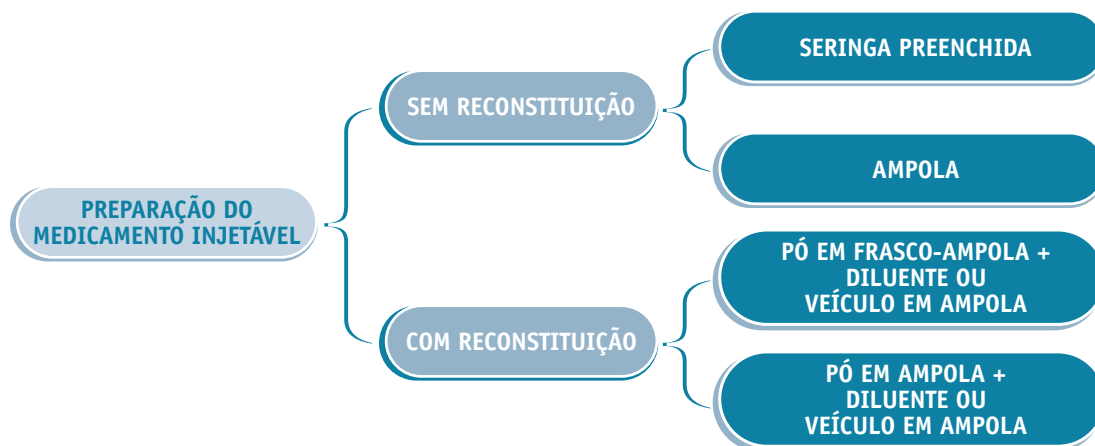 PREPARAÇÃO DO
MEDICAMENTO INJETÁVEL
SEM RECONSTITUIÇÃO
SERINGA PREENCHIDA
AMPOLA
COM RECONSTITUIÇÃO
PÓ EM FRASCO-AMPOLA +
DILUENTE OU
VEÍCULO EM AMPOLA
PÓ EM AMPOLA +
DILUENTE OU
VEÍCULO EM AMPOLA